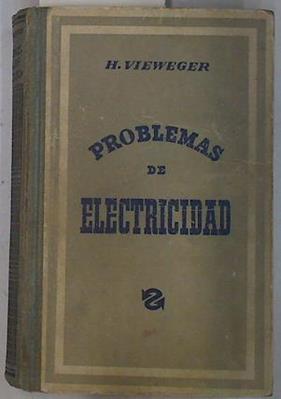 H. VIEWEGER
PROBLEMAS
DE
ELECTRICIDAD